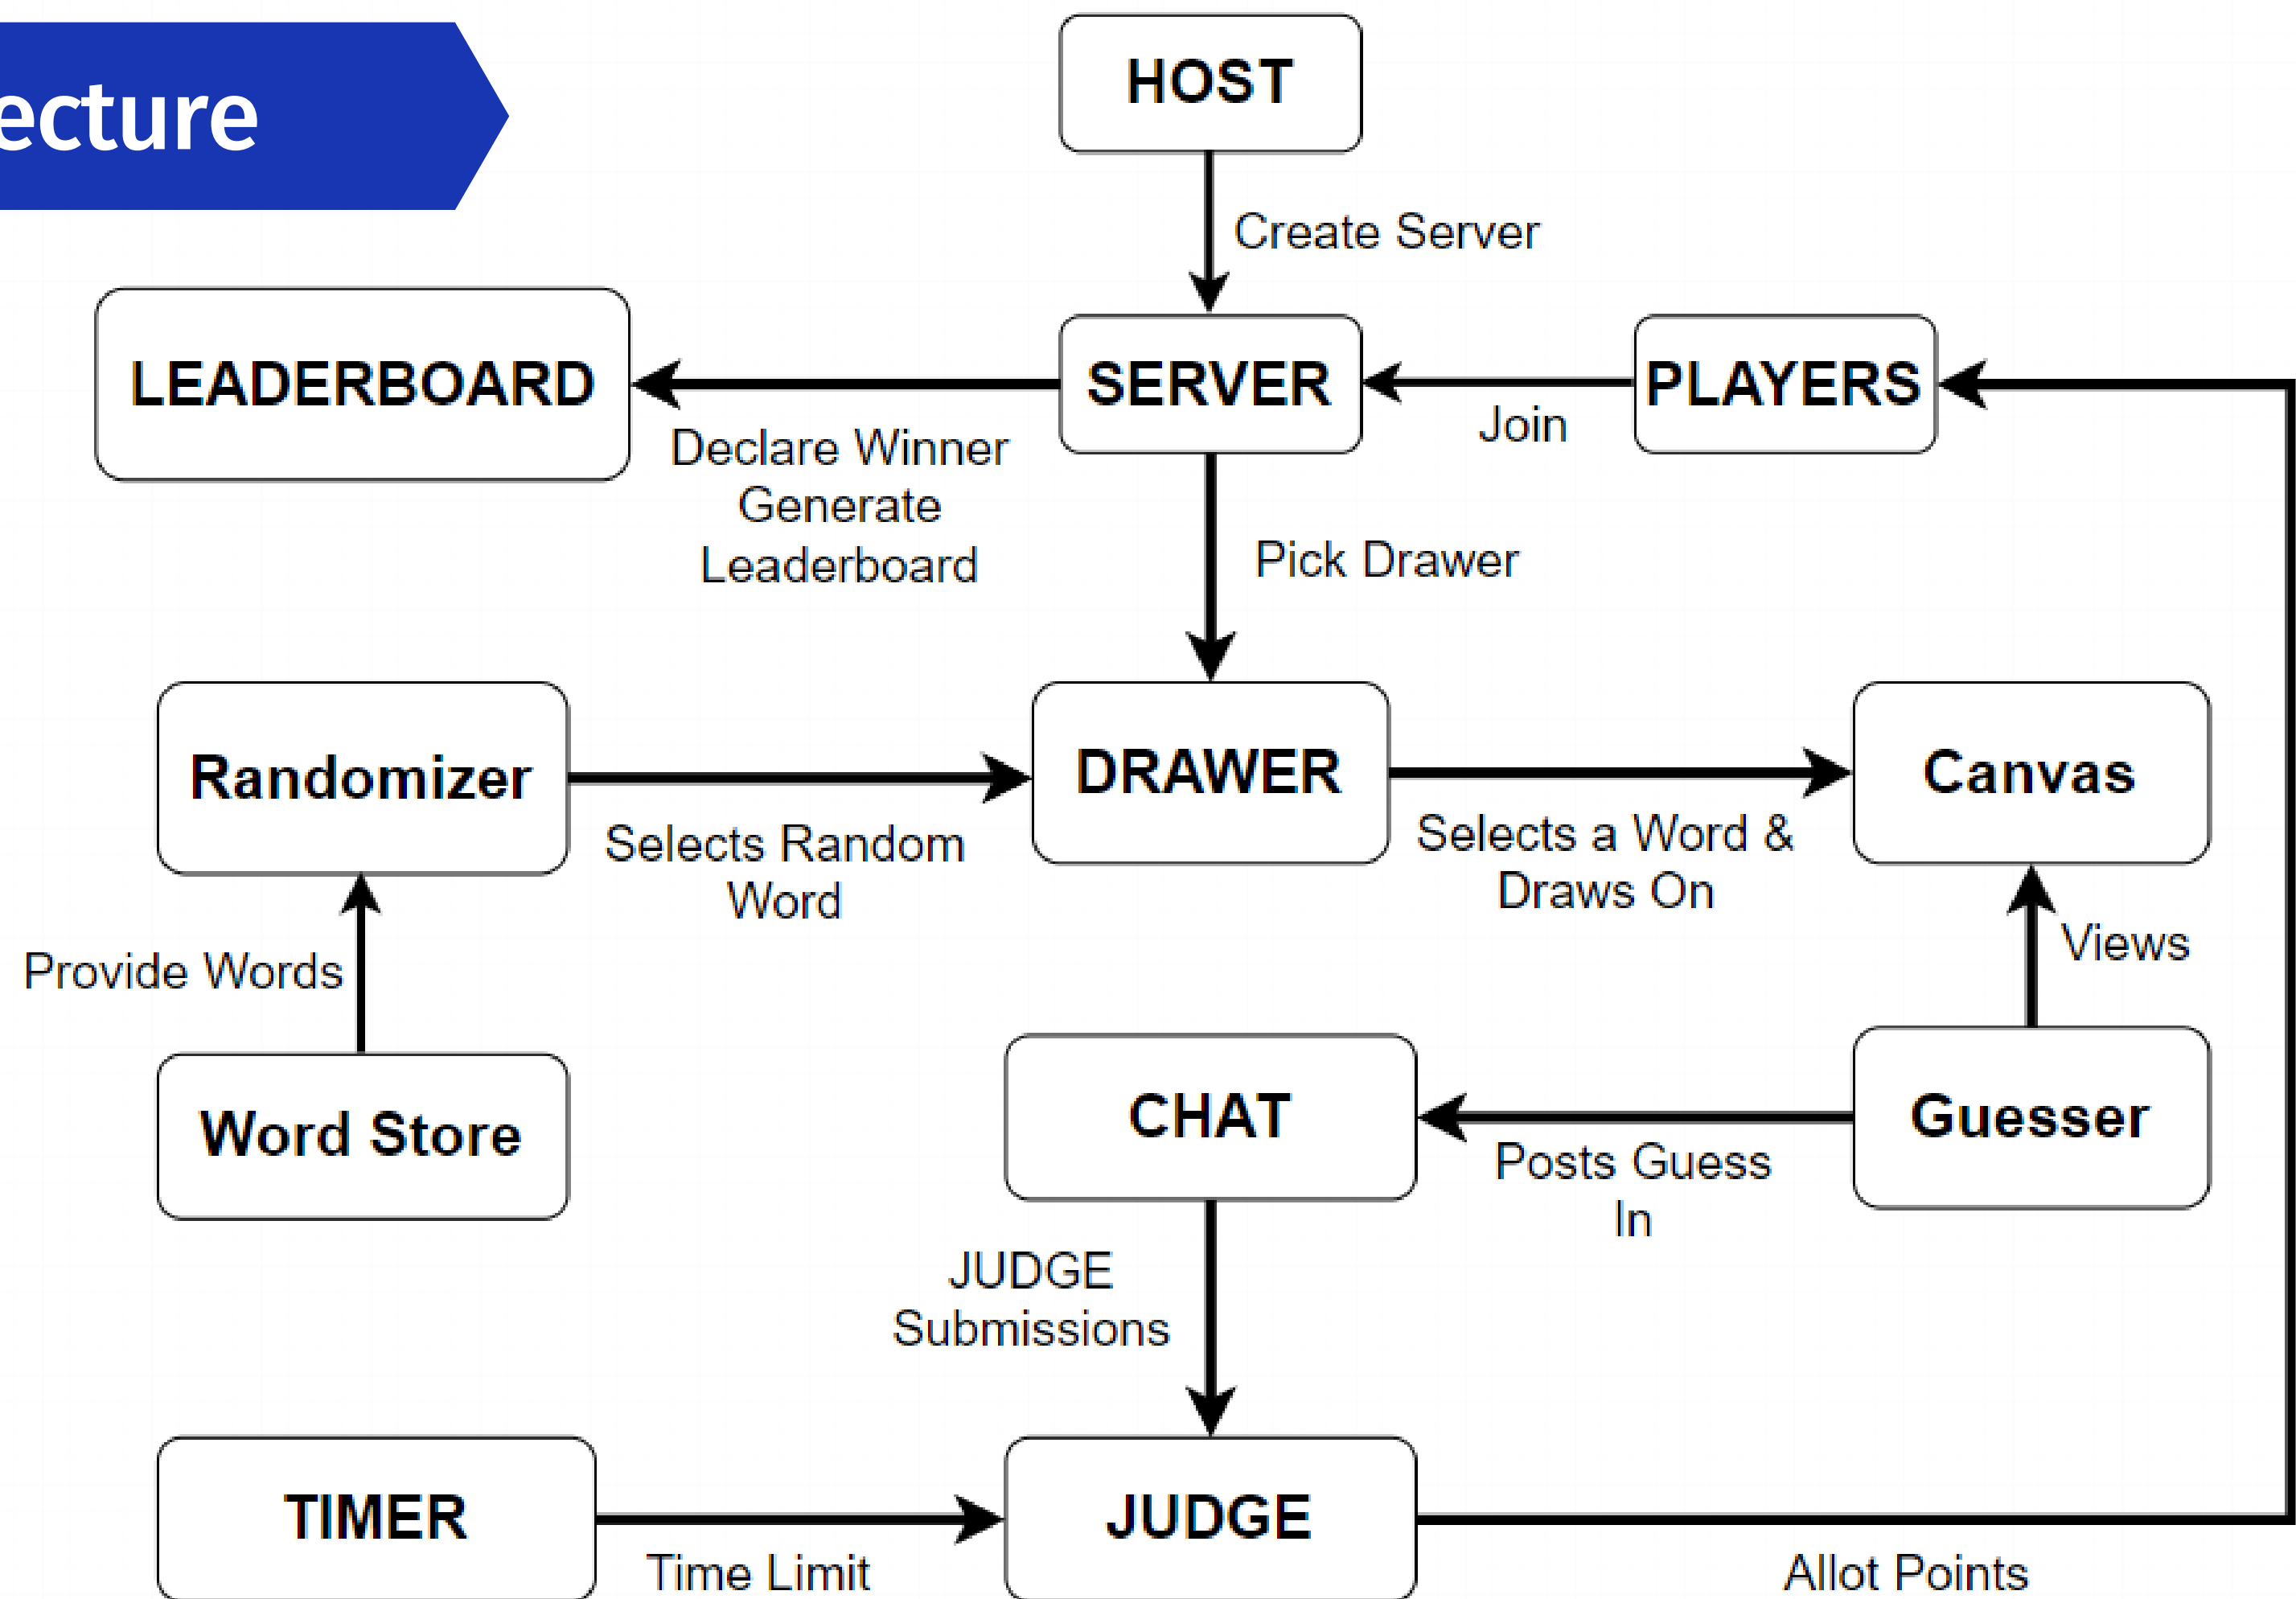 ecture
HOST
Create Server
LEADERBOARD
SERVER
PLAYERS
Join
Declare Winner
Generate
Leaderboard
Pick Drawer
Randomizer
DRAWER
Canvas
Selects Random
Word
Selects a Word &
Draws On
Views
Provide Words
Word Store
CHAT
Guesser
Posts Guess
In
JUDGE
Submissions
TIMER
JUDGE
Time Limit
Allot Points